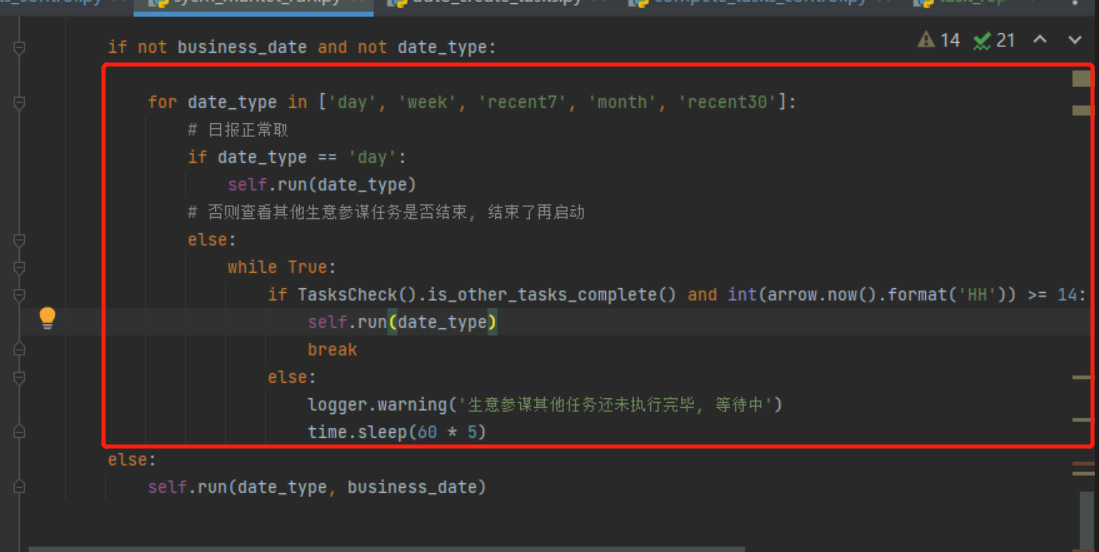 sycm_market_run.py
auto_create_tasks.py
compete_tasks_control.py
14 21
if not business_date and not date_type:
for date_type in ['day', 'week', 'recent7', 'month', 'recent30']:
# 日报正常取
if date_type == 'day':
self.run(date_type)
# 否则查看其他生意参谋任务是否结束, 结束了再启动
else:
while True:
if TasksCheck().is_other_tasks_complete() and int(arrow.now().format('HH')) >= 14:
self.run(date_type)
break
else:
logger.warning('生意参谋其他任务还未执行完毕, 等待中')
time.sleep(60 * 5)
else:
self.run(date_type, business_date)